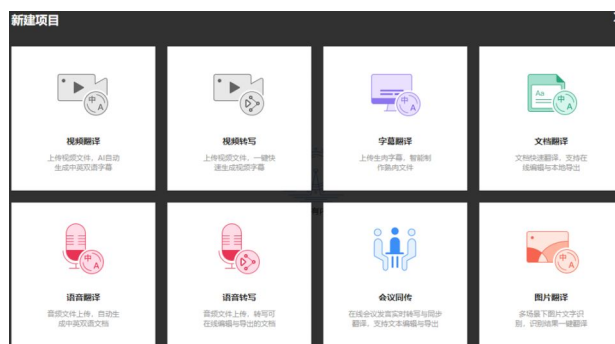 新建项目
中
A
中
A
Aa
中
A
视频翻译
视频转写
字幕翻译
文档翻译
上传视频文件，AI自动
生成中英双语字幕
上传视频文件，一键快
速生成视频字幕
上传生肉字幕，智能制
作熟肉文件
文档快速翻译，支持在
线编辑与本地导出
中
A
中
A
语音翻译
语音转写
会议同传
图片翻译
音频文件上传，自动生
成中英双语文档
音频文件上传，转写可
在线编辑与导出的文档
在线会议发言实时转写与同步
翻译，支持文本编辑与导出
多场景下图片文字识
别，识别结果一键翻译